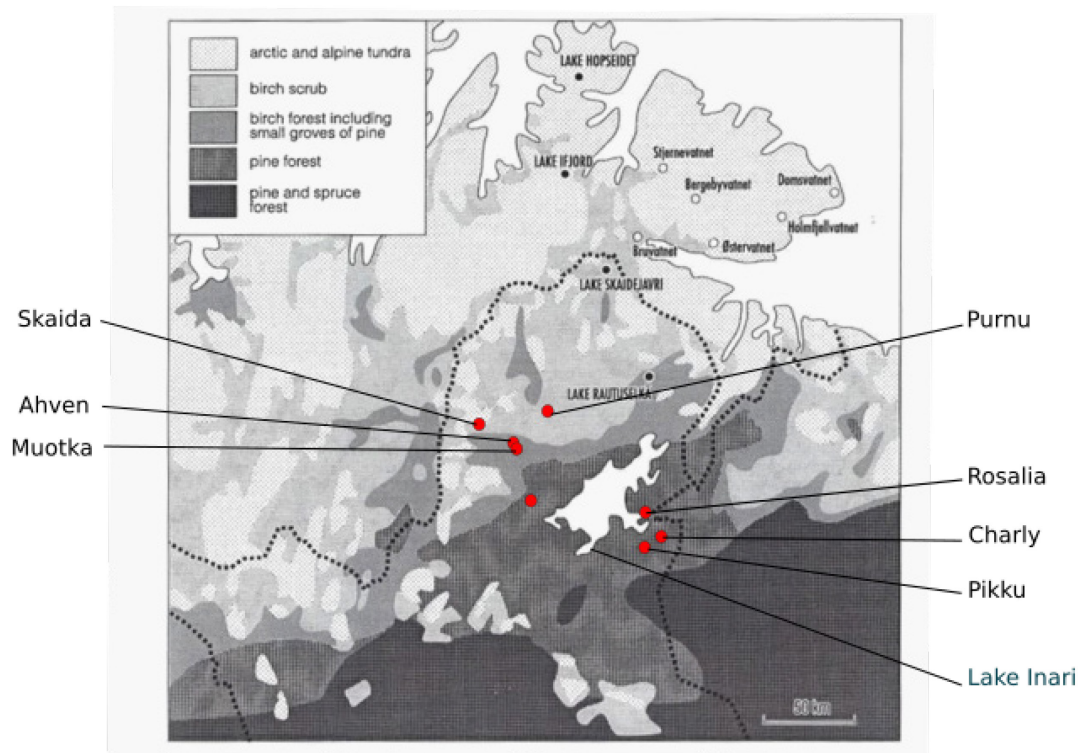 arctic and alpine tundra
birch scrub
birch forest including
small groves of pine
pine forest
pine and spruce
forest
LAKE HOPSEIDET
LAKE IFJORD
Stjernevatnet
Bergebyvatnet
Domsvatnet
Holmfjellvatnet
Bruvatnet
Østervatnet
LAKE SKAIDEJAVRI
Skaida
Purnu
LAKE RAUTUSELKA
Ahven
Muotka
Rosalia
Charly
Pikku
Lake Inari
50 km